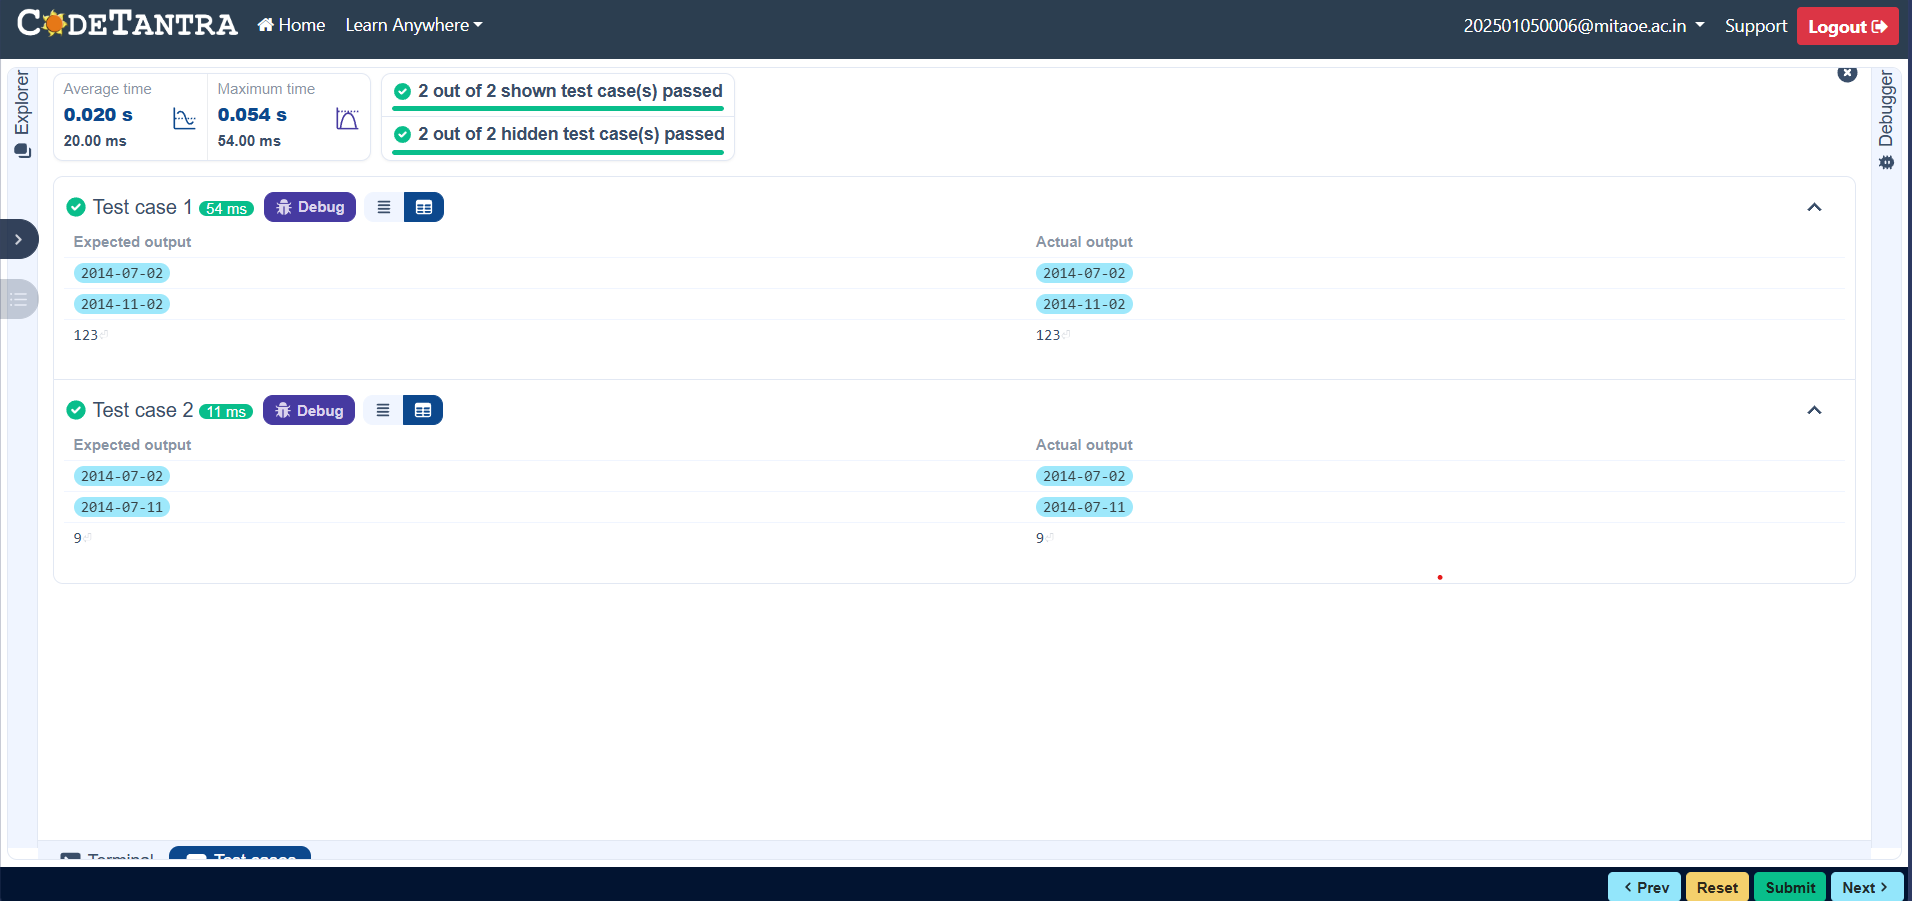 CODETANTRA Home Learn Anywhere 202501050006@mitaoe.ac.in Support Logout
Explorer
Average time
0.020 s
20.00 ms
Maximum time
0.054 s
54.00 ms
2 out of 2 shown test case(s) passed
2 out of 2 hidden test case(s) passed
Debugger
Test case 1 54 ms Debug
Expected output Actual output
2014-07-02 2014-07-02
2014-11-02 2014-11-02
123 123
Test case 2 11 ms Debug
Expected output Actual output
2014-07-02 2014-07-02
2014-07-11 2014-07-11
9 9
Terminal Test cases
Prev Reset Submit Next